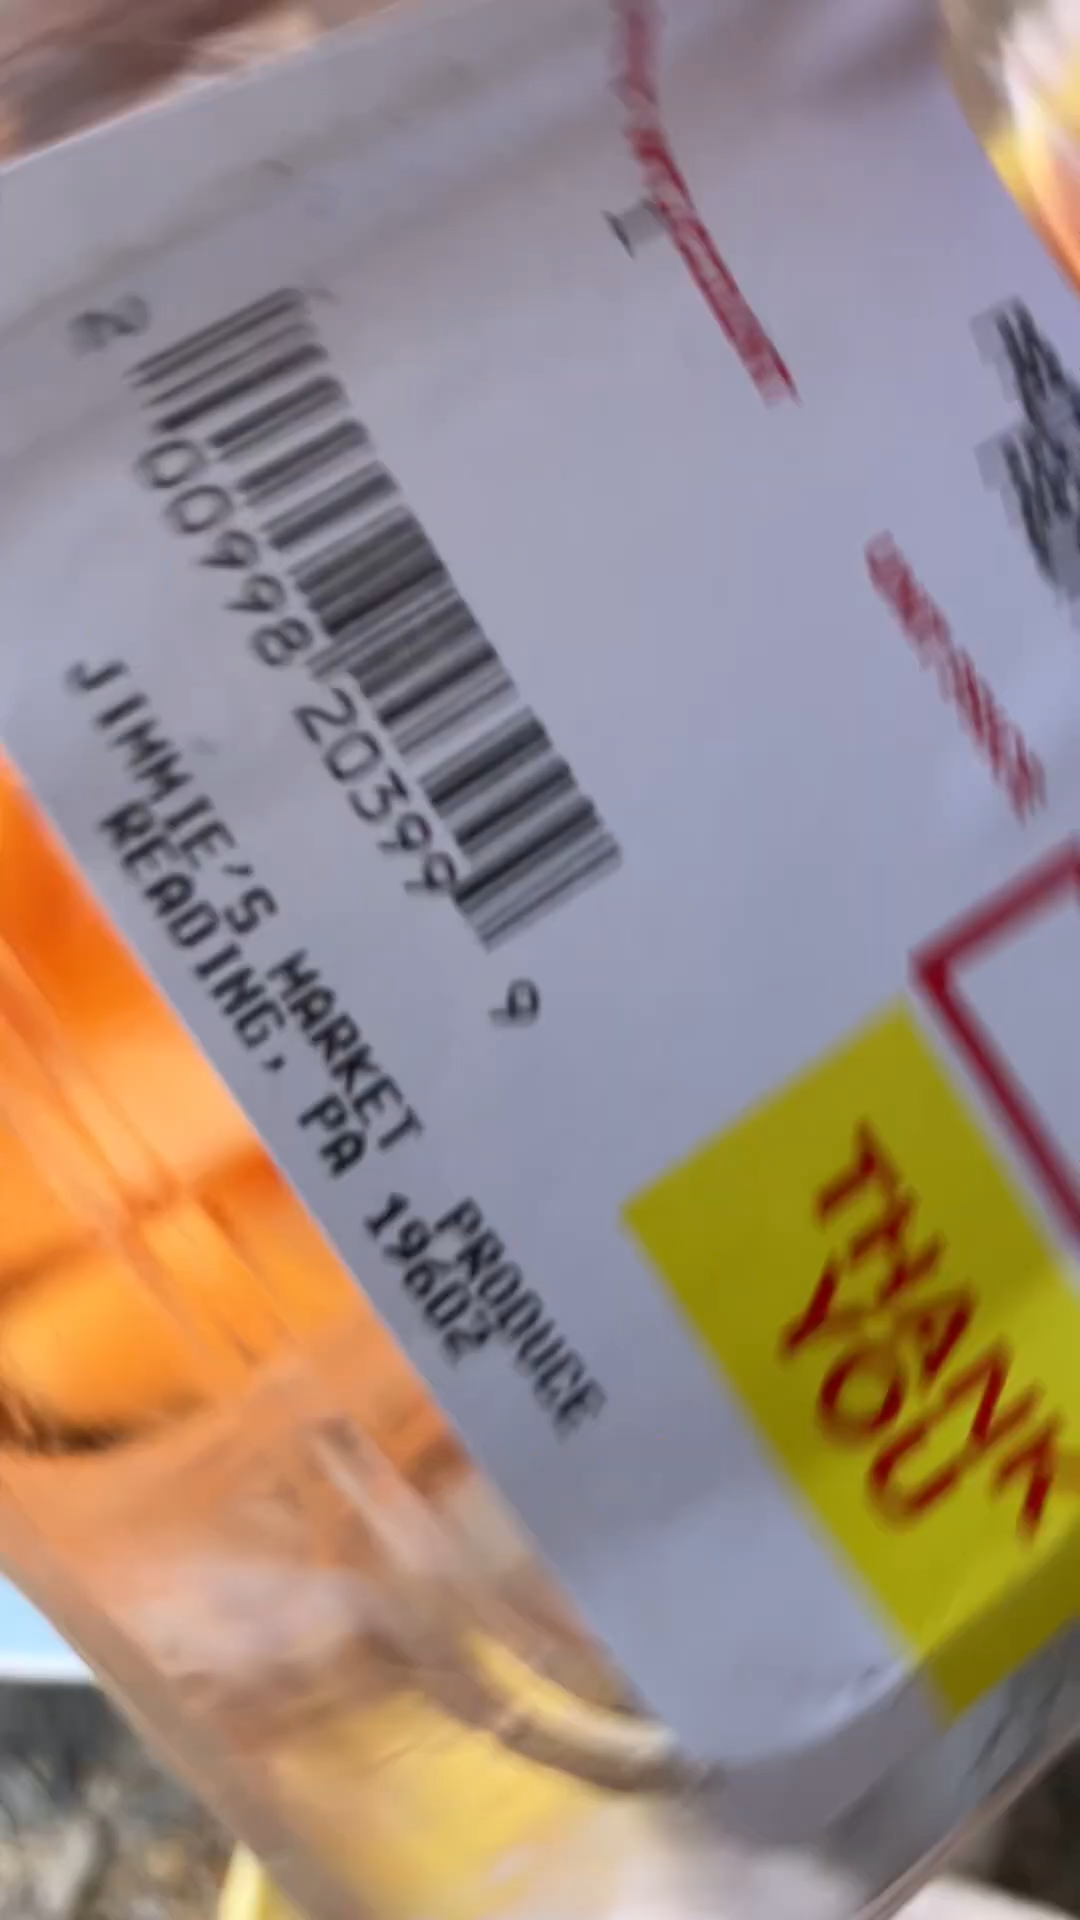 2 00998 20399 9
JIMMIE'S MARKET PRODUCE
READING, PA 19602
THANK
YOU